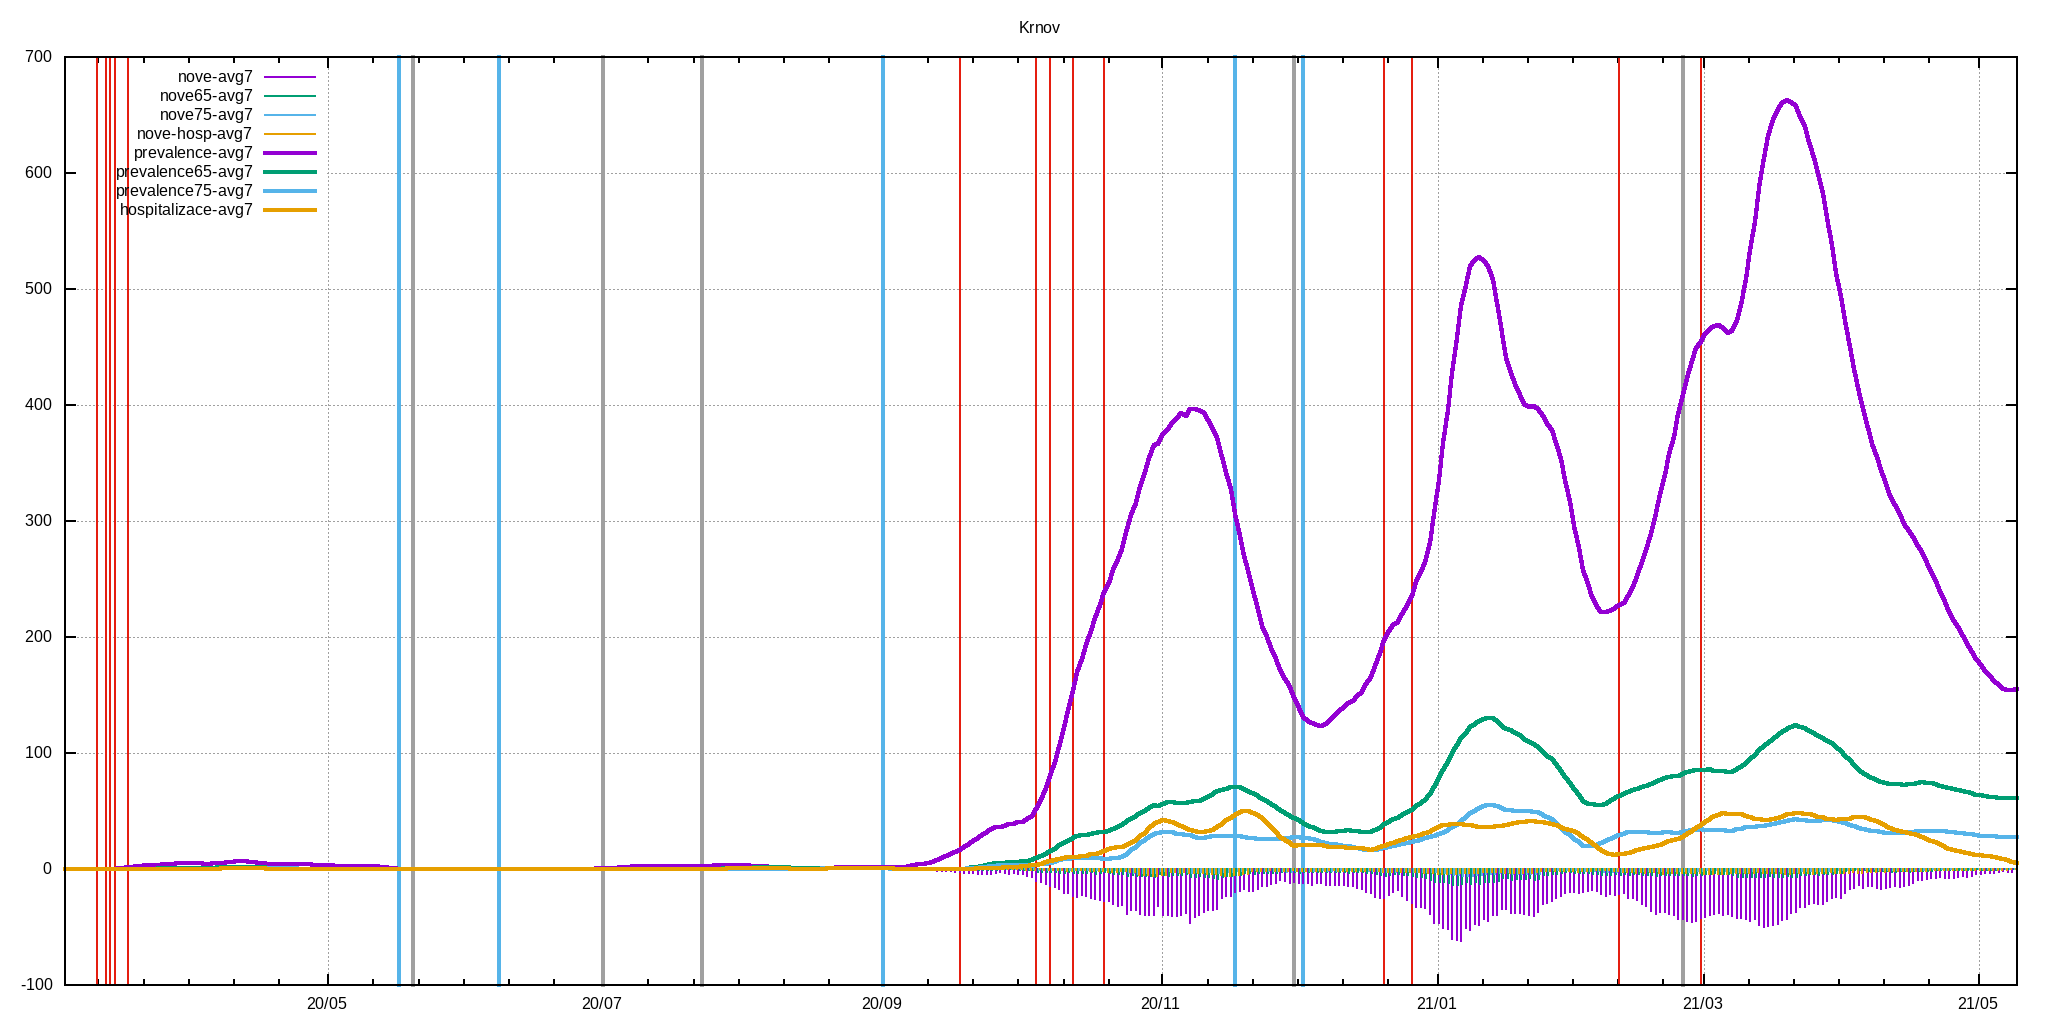 Krnov
700
600
500
400
300
200
100
0
-100
nove-avg7
nove65-avg7
nove75-avg7
nove-hosp-avg7
prevalence-avg7
prevalence65-avg7
prevalence75-avg7
hospitalizace-avg7
20/05 20/07 20/09 20/11 21/01 21/03 21/05